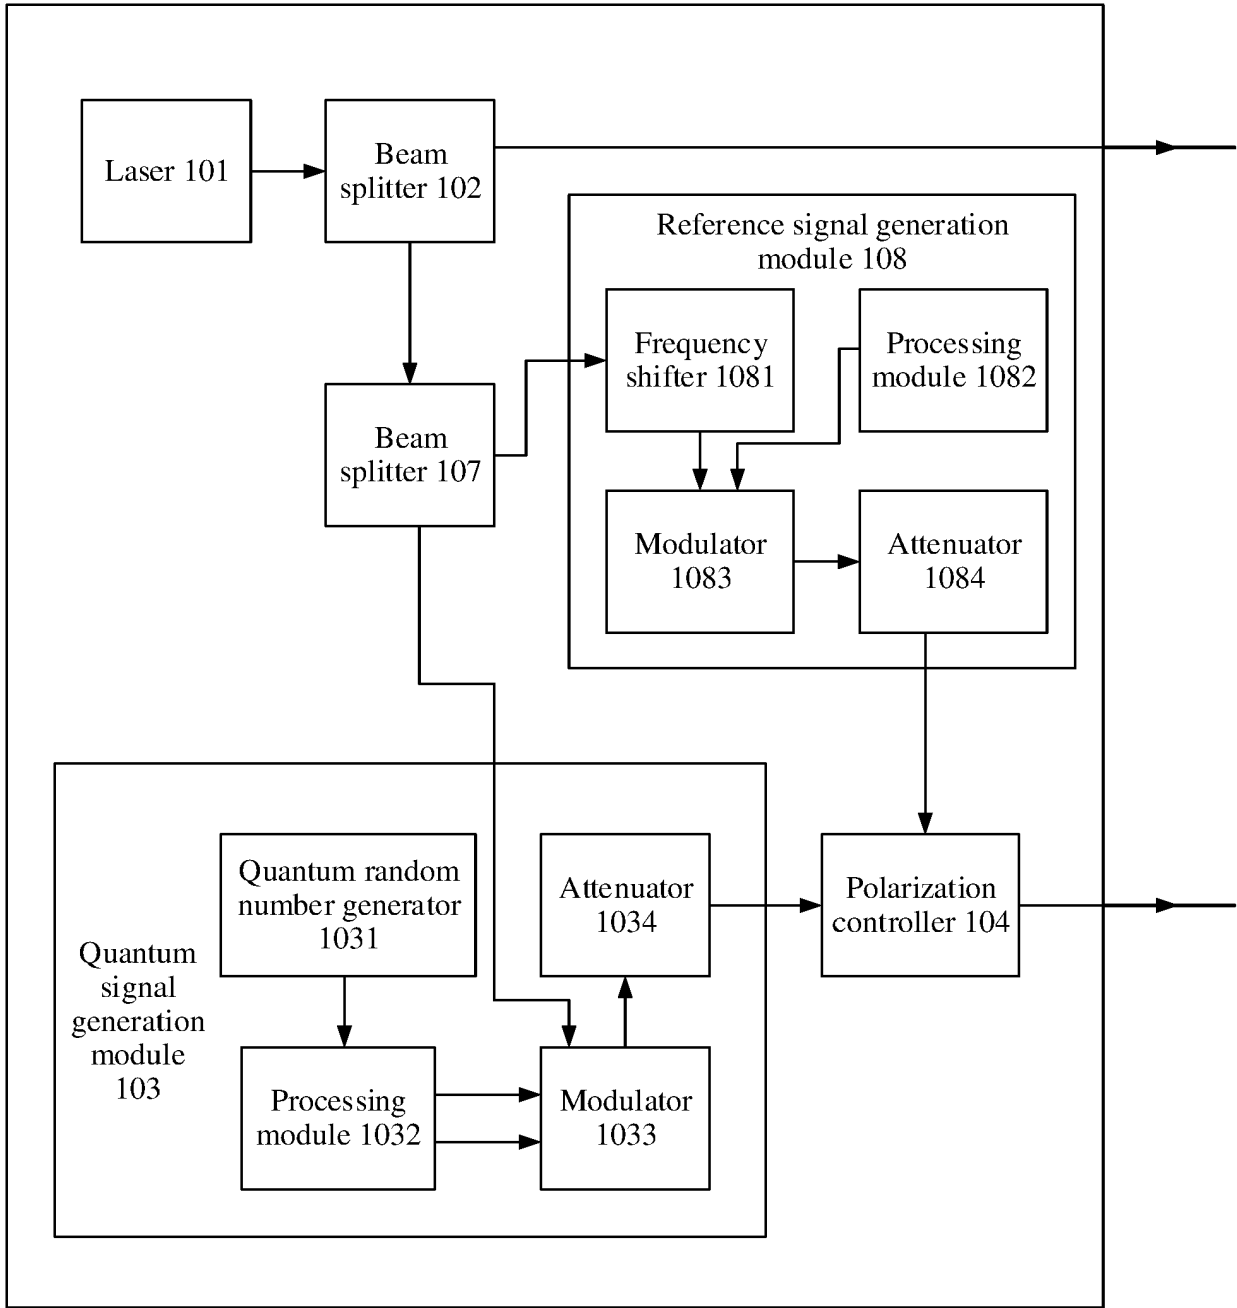 Laser 101
Beam
splitter 102
Reference signal generation
module 108
Frequency
shifter 1081
Processing
module 1082
Beam
splitter 107
Modulator
1083
Attenuator
1084
Quantum
signal
generation
module
103
Quantum random
number generator
1031
Attenuator
1034
Polarization
controller 104
Processing
module 1032
Modulator
1033